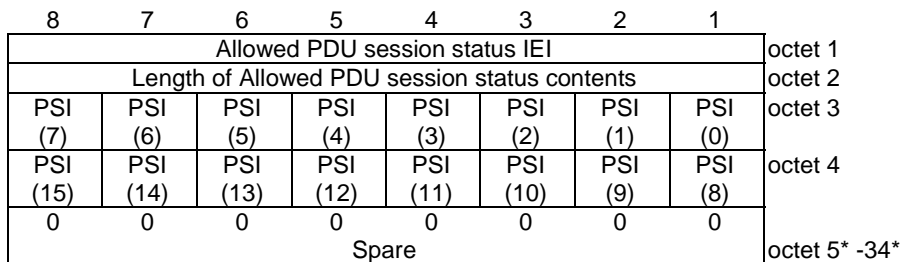 8 7 6 5 4 3 2 1
Allowed PDU session status IEI octet 1
Length of Allowed PDU session status contents octet 2
PSI PSI PSI PSI PSI PSI PSI PSI octet 3
(7) (6) (5) (4) (3) (2) (1) (0)
PSI PSI PSI PSI PSI PSI PSI PSI octet 4
(15) (14) (13) (12) (11) (10) (9) (8)
0 0 0 0 0 0 0 0
Spare octet 5* -34*